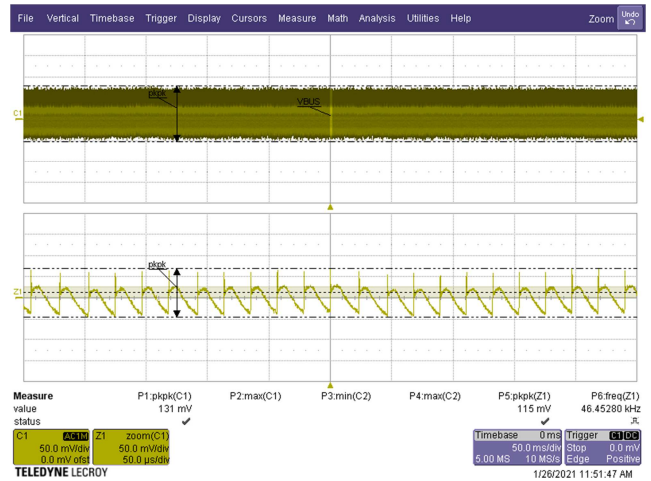 File Vertical Timebase Trigger Display Cursors Measure Math Analysis Utilities Help Zoom Undo
pkpk
VBUS
C1
pkpk
Z1
Measure P1:pkpk(C1) P2:max(C1) P3:min(C2) P4:max(C2) P5:pkpk(Z1) P6:freq(Z1)
value 131 mV 115 mV 46.45280 kHz
status
C1 AC1M Z1 zoom(C1) Timebase 0 ms Trigger C1 DC
50.0 mV/div 50.0 mV/div 50.0 ms/div Stop 0.0 mV
0.0 mV ofst 50.0 µs/div 5.00 MS 10 MS/s Edge Positive
TELEDYNE LECROY 1/26/2021 11:51:47 AM